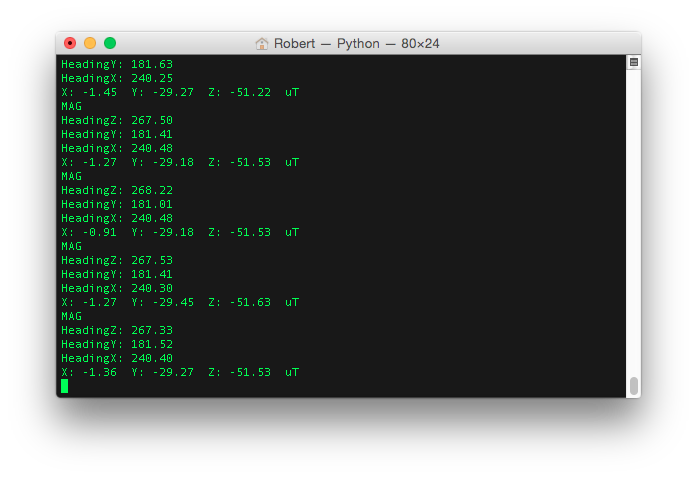 Robert — Python — 80×24
HeadingY: 181.63
HeadingX: 240.25
X: -1.45  Y: -29.27  Z: -51.22  uT
MAG
HeadingZ: 267.50
HeadingY: 181.41
HeadingX: 240.48
X: -1.27  Y: -29.18  Z: -51.53  uT
MAG
HeadingZ: 268.22
HeadingY: 181.01
HeadingX: 240.48
X: -0.91  Y: -29.18  Z: -51.53  uT
MAG
HeadingZ: 267.53
HeadingY: 181.41
HeadingX: 240.30
X: -1.27  Y: -29.45  Z: -51.63  uT
MAG
HeadingZ: 267.33
HeadingY: 181.52
HeadingX: 240.40
X: -1.36  Y: -29.27  Z: -51.53  uT